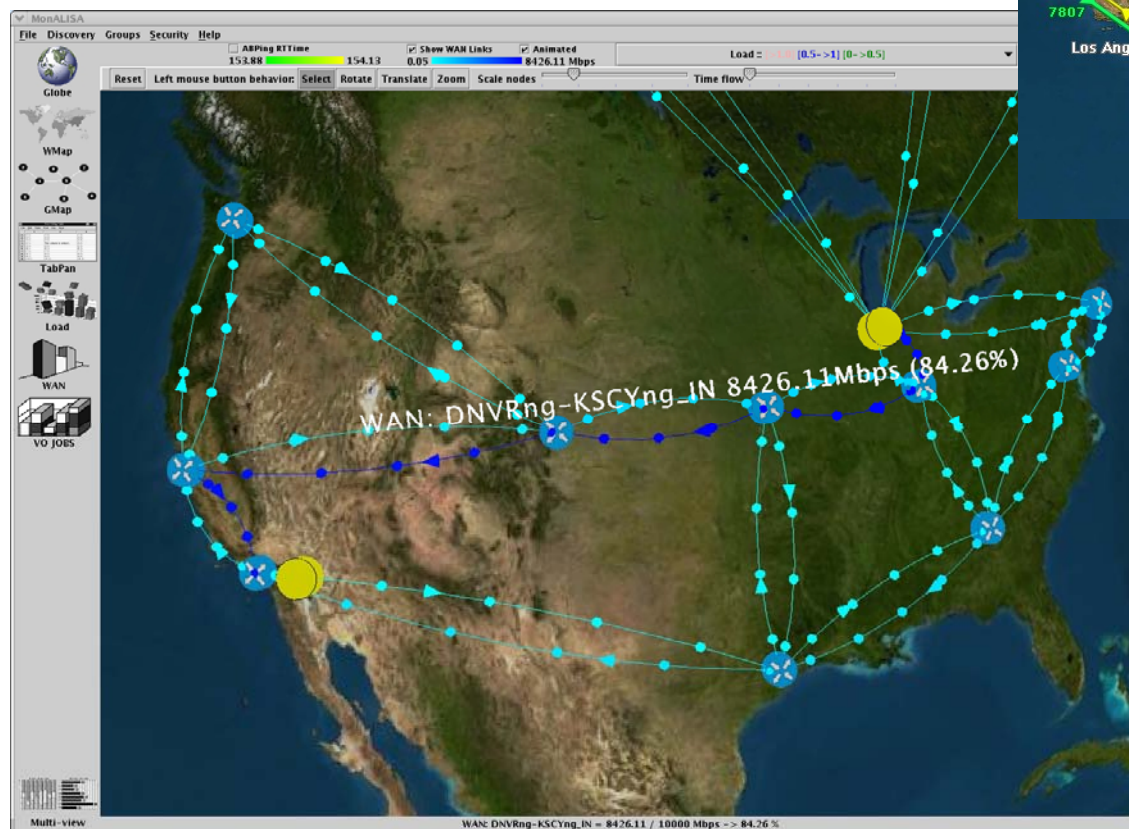 MonALISA
File Discovery Groups Security Help
ABPing RTTime
153.88 154.13
Show WAN Links
Animated
0.05 8426.11 Mbps
Load = [0.5->1] [0->0.5]
Reset Left mouse button behavior: Select Rotate Translate Zoom Scale nodes Time flow
Globe
WMap
GMap
TabPan
Load
WAN
VO JOBS
Multi-view
7807
Los Ang
WAN: DNVRng-KSCYng_IN 8426.11Mbps (84.26%)
WAN: DNVRng-KSCYng_IN = 8426.11 / 10000 Mbps -> 84.26 %